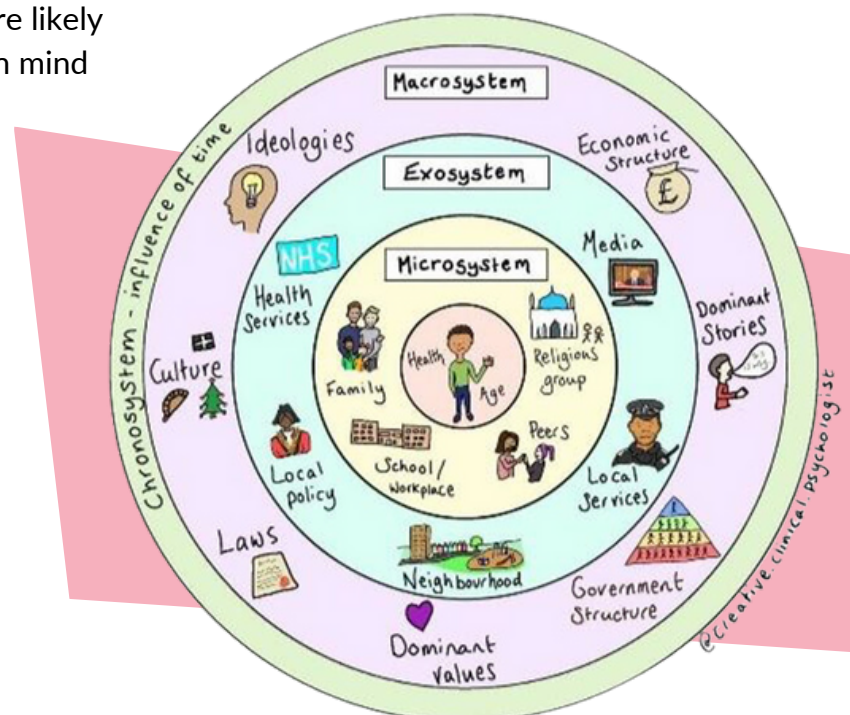 re likely
n mind
Macrosystem
Ideologies
Economic
Structure
£
Exosystem
NHS
Health
Services
Media
Microsystem
Family
Health
Age
Religious
group
Dominant
Stories
Culture
School/
Workplace
Peers
Local
policy
Local
Services
Laws
Neighbourhood
Government
Structure
Dominant
values
Chronosystem - influence of time
@creative.clinical.psychologist